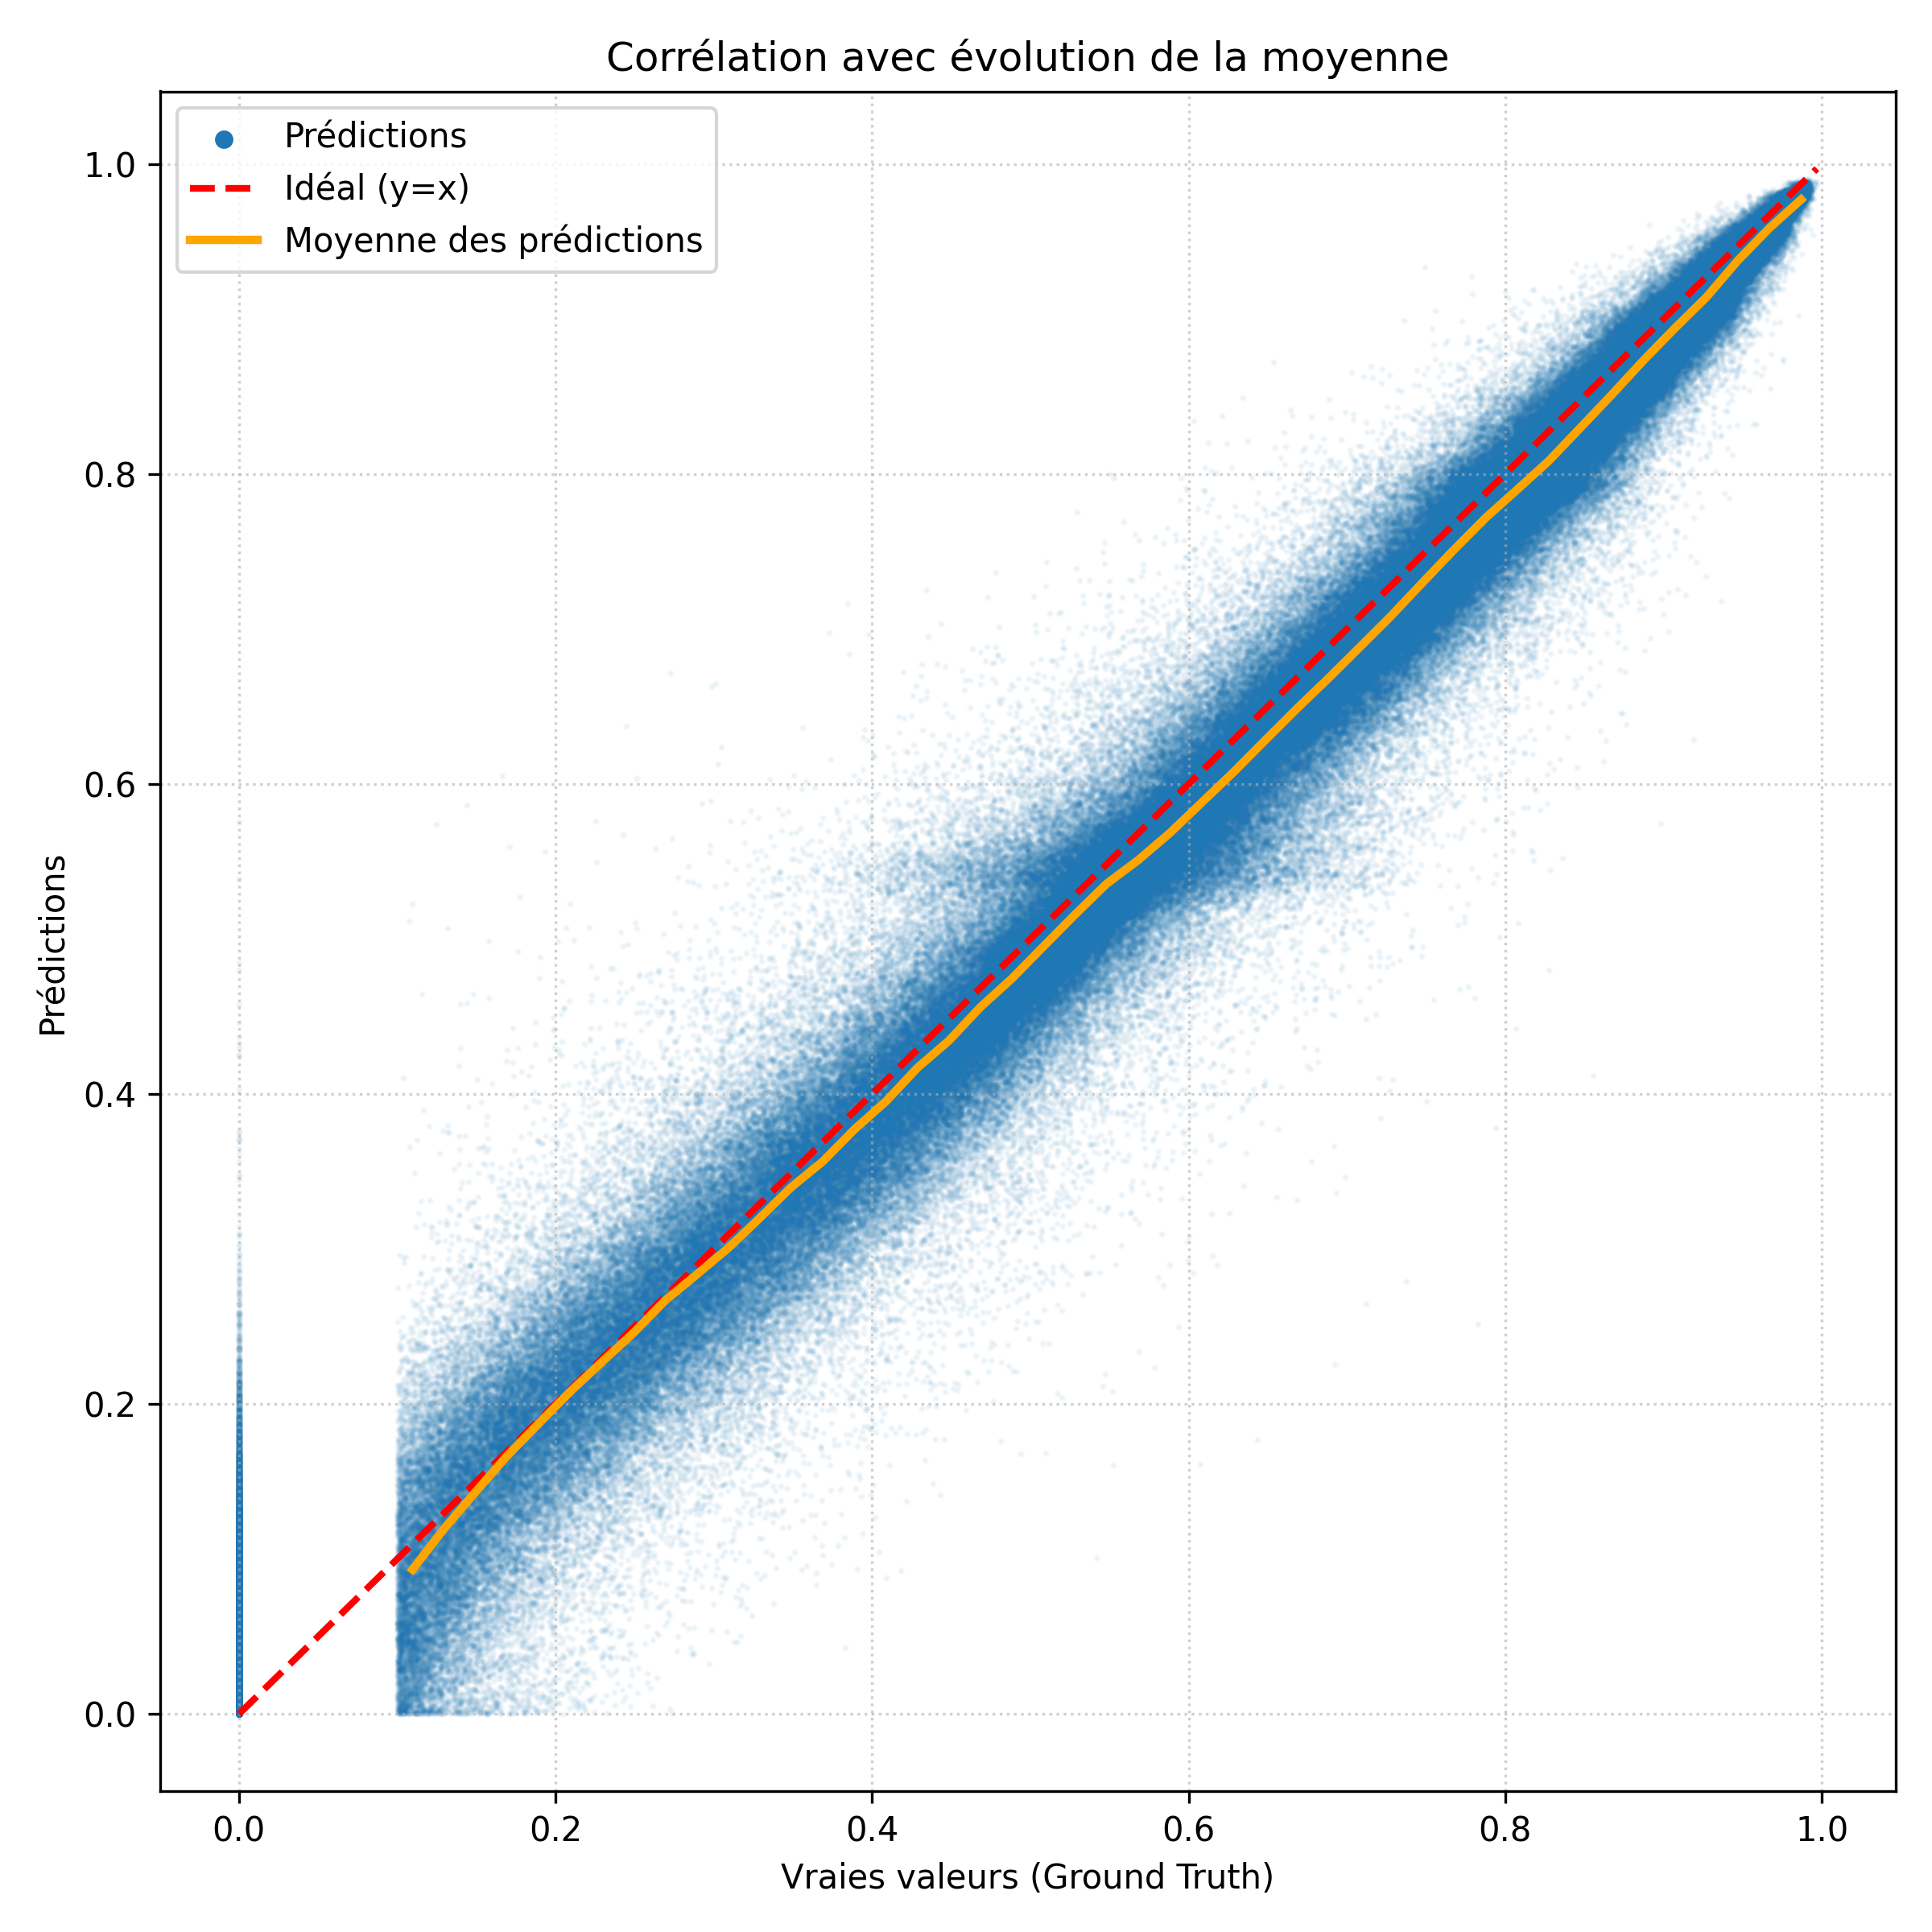 Corrélation avec évolution de la moyenne
Prédictions
Idéal (y=x)
Moyenne des prédictions
1.0
0.8
0.6
0.4
0.2
0.0
Prédictions
0.0 0.2 0.4 0.6 0.8 1.0
Vraies valeurs (Ground Truth)